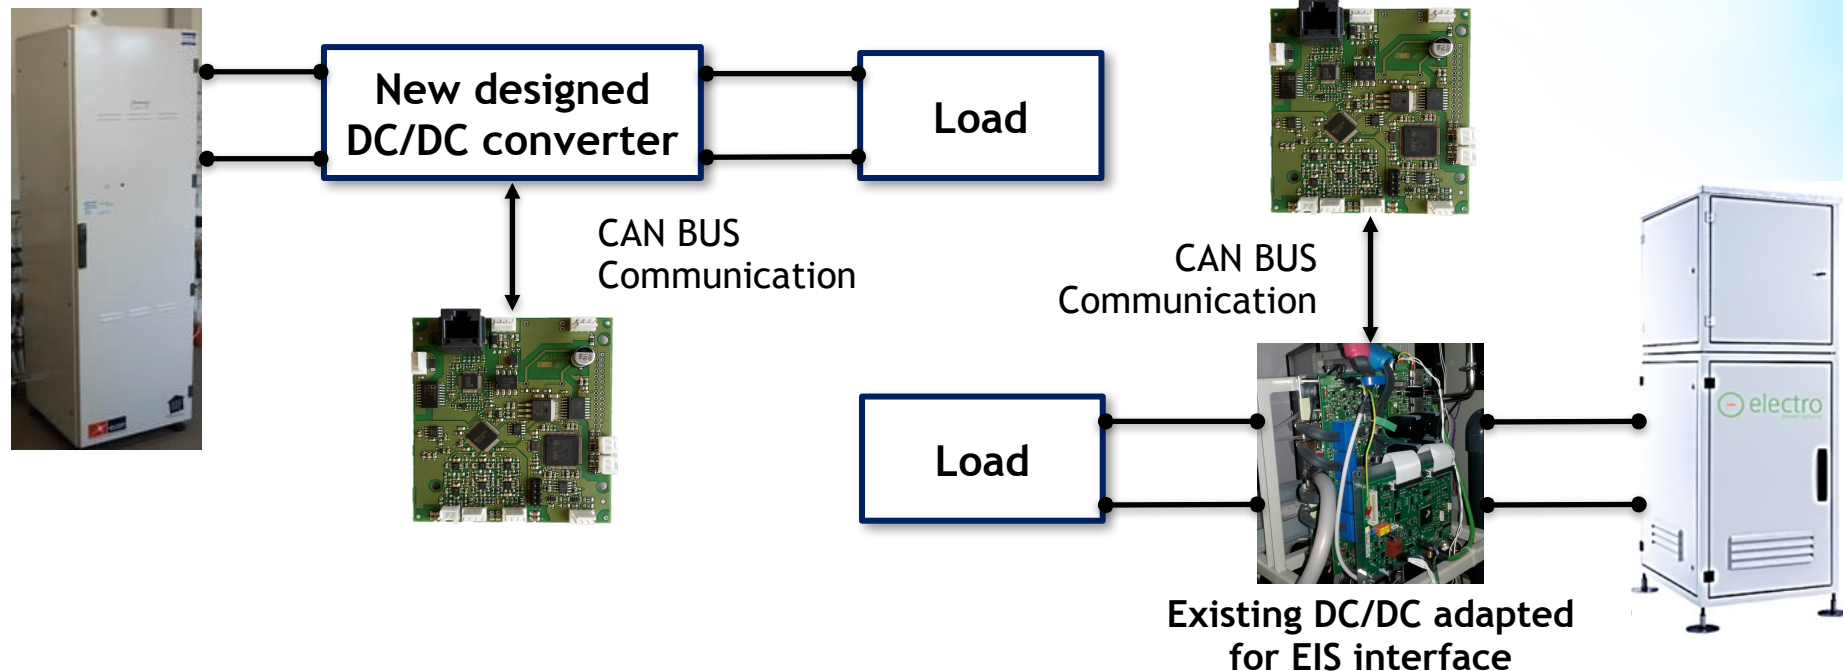 New designed
DC/DC converter
Load
CAN BUS
Communication
CAN BUS
Communication
Load
electro
Existing DC/DC adapted
for EIS interface